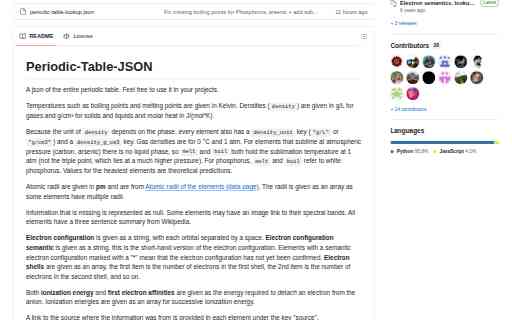 periodic-table-lookup.json
Fix missing boiling points for Phosphorus, arsenic + add sub...
11 hours ago
README
License
Periodic-Table-JSON
A json of the entire periodic table. Feel free to use it in your projects.
Temperatures such as boiling points and melting points are given in Kelvin. Densities ( density ) are given in g/l, for
gases and g/cm³ for solids and liquids and molar heat in J/(mol*K).
Because the unit of density depends on the phase, every element also has a density_unit key ( "g/L" or
"g/cm3" ) and a density_g_cm3 key. Gas densities are for 0 °C and 1 atm. For elements that sublime at atmospheric
pressure (carbon, arsenic) there is no liquid phase, so melt and boil both hold the sublimation temperature at 1
atm (not the triple point, which lies at a much higher pressure). For phosphorus, melt and boil refer to white
phosphorus. Values for the heaviest elements are theoretical predictions.
Atomic radii are given in pm and are from Atomic radii of the elements (data page). The radii is given as an array as
some elements have multiple radii.
Information that is missing is represented as null. Some elements may have an image link to their spectral bands. All
elements have a three sentence summary from Wikipedia.
Electron configuration is given as a string, with each orbital separated by a space. Electron configuration
semantic is given as string, this is the short-hand version of the electron configuration. Elements with a semantic
electron configuration marked with a "*" mean that the electron configuration has not yet been confirmed. Electron
shells are given as an array, the first item is the number of electrons in the first shell, the 2nd item is the number of
electrons in the second shell, and so on.
Both ionization energy and first electron affinities are given as the energy required to detach an electron from the
anion. Ionization energies are given as an array for successive ionization energy.
A link to the source where the information was from is provided in each element under the key "source".
Electron semantics, looku...
Latest
+ 2 releases
Contributors 28
+ 14 contributors
Languages
Python
JavaScript